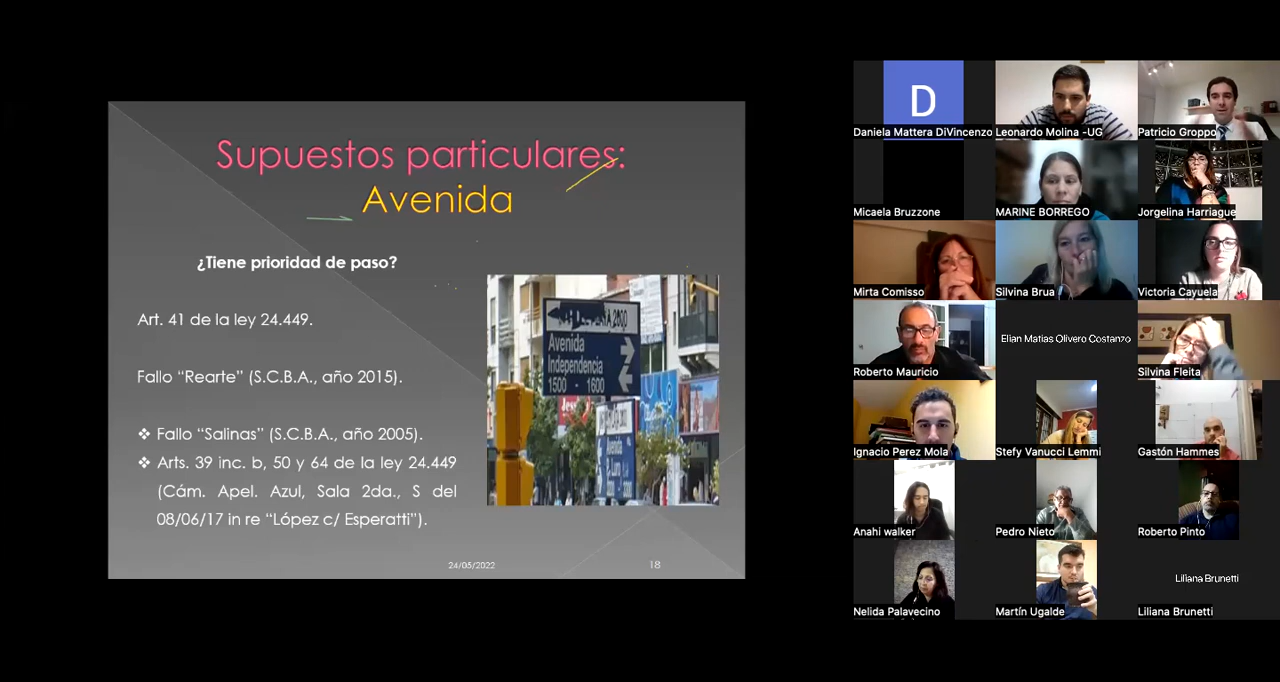 Supuestos particulares:
Avenida
¿Tiene prioridad de paso?
Art. 41 de la ley 24.449.
Fallo “Rearte” (S.C.B.A., año 2015).
❖ Fallo “Salinas” (S.C.B.A., año 2005).
❖ Arts. 39 inc. b, 50 y 64 de la ley 24.449
(Cám. Apel. Azul, Sala 2da., S del
08/06/17 in re “López c/ Esperatti”).
24/05/2022
18
Avenida
Independencia
1500 - 1600
D
Daniela Mattera DiVincenzo
Leonardo Molina -UG
Patricio Groppo
Micaela Bruzzone
MARINE BORREGO
Jorgelina Harriague
Mirta Comisso
Silvina Brua
Victoria Cayuela
Roberto Mauricio
Elian Matias Olivero Costanzo
Silvina Fleita
Ignacio Perez Mola
Stefy Vanucci Lemmi
Gastón Hammes
Anahi walker
Pedro Nieto
Roberto Pinto
Nelida Palavecino
Martín Ugalde
Liliana Brunetti
Liliana Brunetti